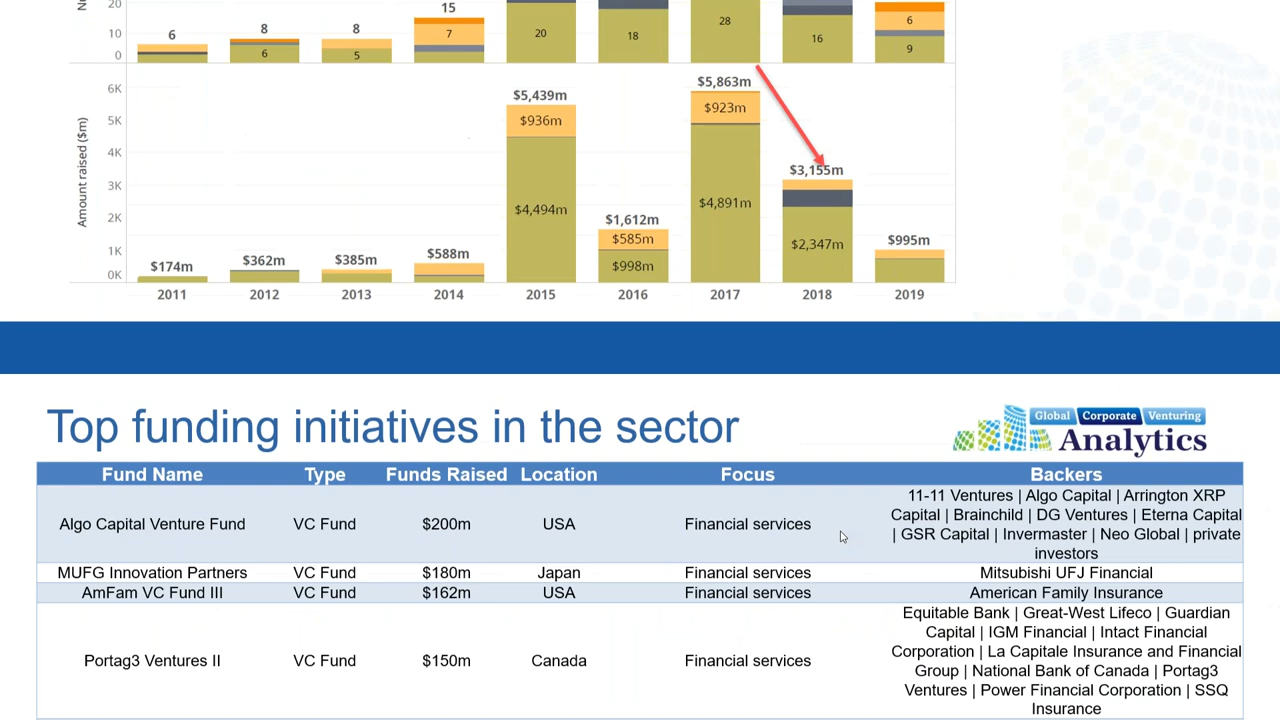 20
15
10
6
8
8
7
20
18
28
16
6
9
0
6
5
6K
5K
4K
3K
2K
1K
0K
Amount raised ($m)
$5,863m
$5,439m
$923m
$936m
$3,155m
$4,494m
$4,891m
$1,612m
$585m
$2,347m
$995m
$174m
$362m
$385m
$588m
$998m
2011 2012 2013 2014 2015 2016 2017 2018 2019
Top funding initiatives in the sector
Global Corporate Venturing
Analytics
Fund Name Type Funds Raised Location Focus Backers
Algo Capital Venture Fund VC Fund $200m USA Financial services
11-11 Ventures | Algo Capital | Arrington XRP
Capital | Brainchild | DG Ventures | Eterna Capital
| GSR Capital | Invermaster | Neo Global | private
investors
MUFG Innovation Partners VC Fund $180m Japan Financial services Mitsubishi UFJ Financial
AmFam VC Fund III VC Fund $162m USA Financial services American Family Insurance
Portag3 Ventures II VC Fund $150m Canada Financial services
Equitable Bank | Great-West Lifeco | Guardian
Capital | IGM Financial | Intact Financial
Corporation | La Capitale Insurance and Financial
Group | National Bank of Canada | Portag3
Ventures | Power Financial Corporation | SSQ
Insurance